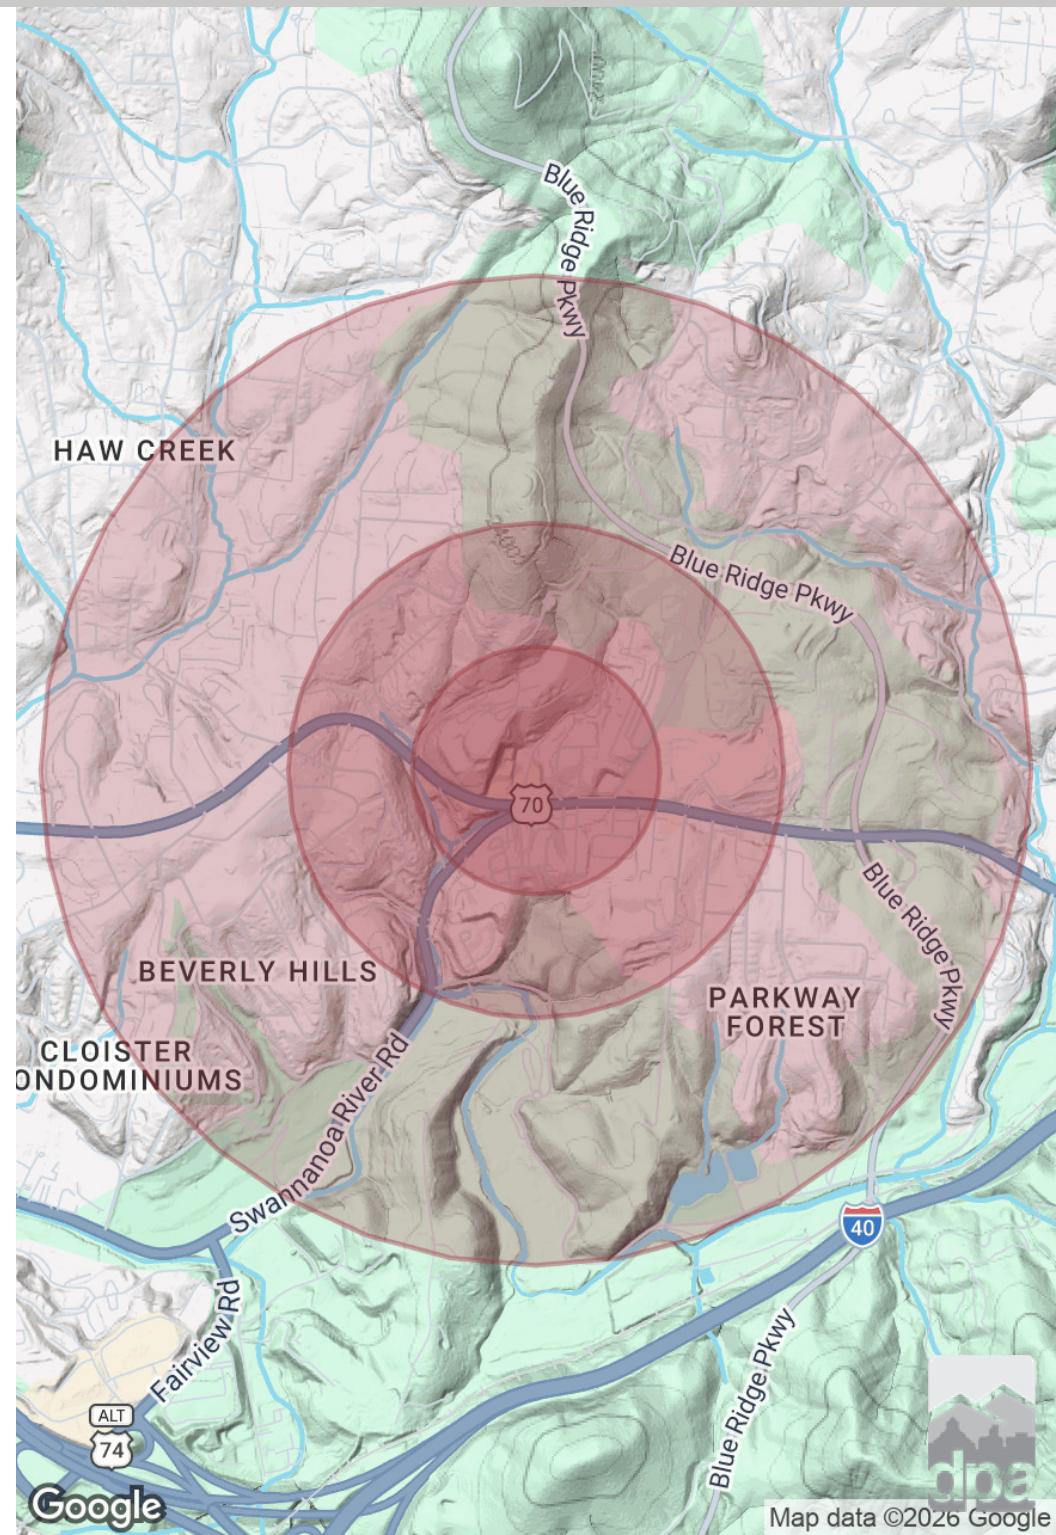 Blue Ridge Pkwy
HAW CREEK
Blue Ridge Pkwy
70
Blue Ridge Pkwy
BEVERLY HILLS
PARKWAY
FOREST
CLOISTER
ONDOMINIUMS
Swannanoa River Rd
40
Fairview Rd
Blue Ridge Pkwy
ALT
74
dpa
Google
Map data ©2026 Google